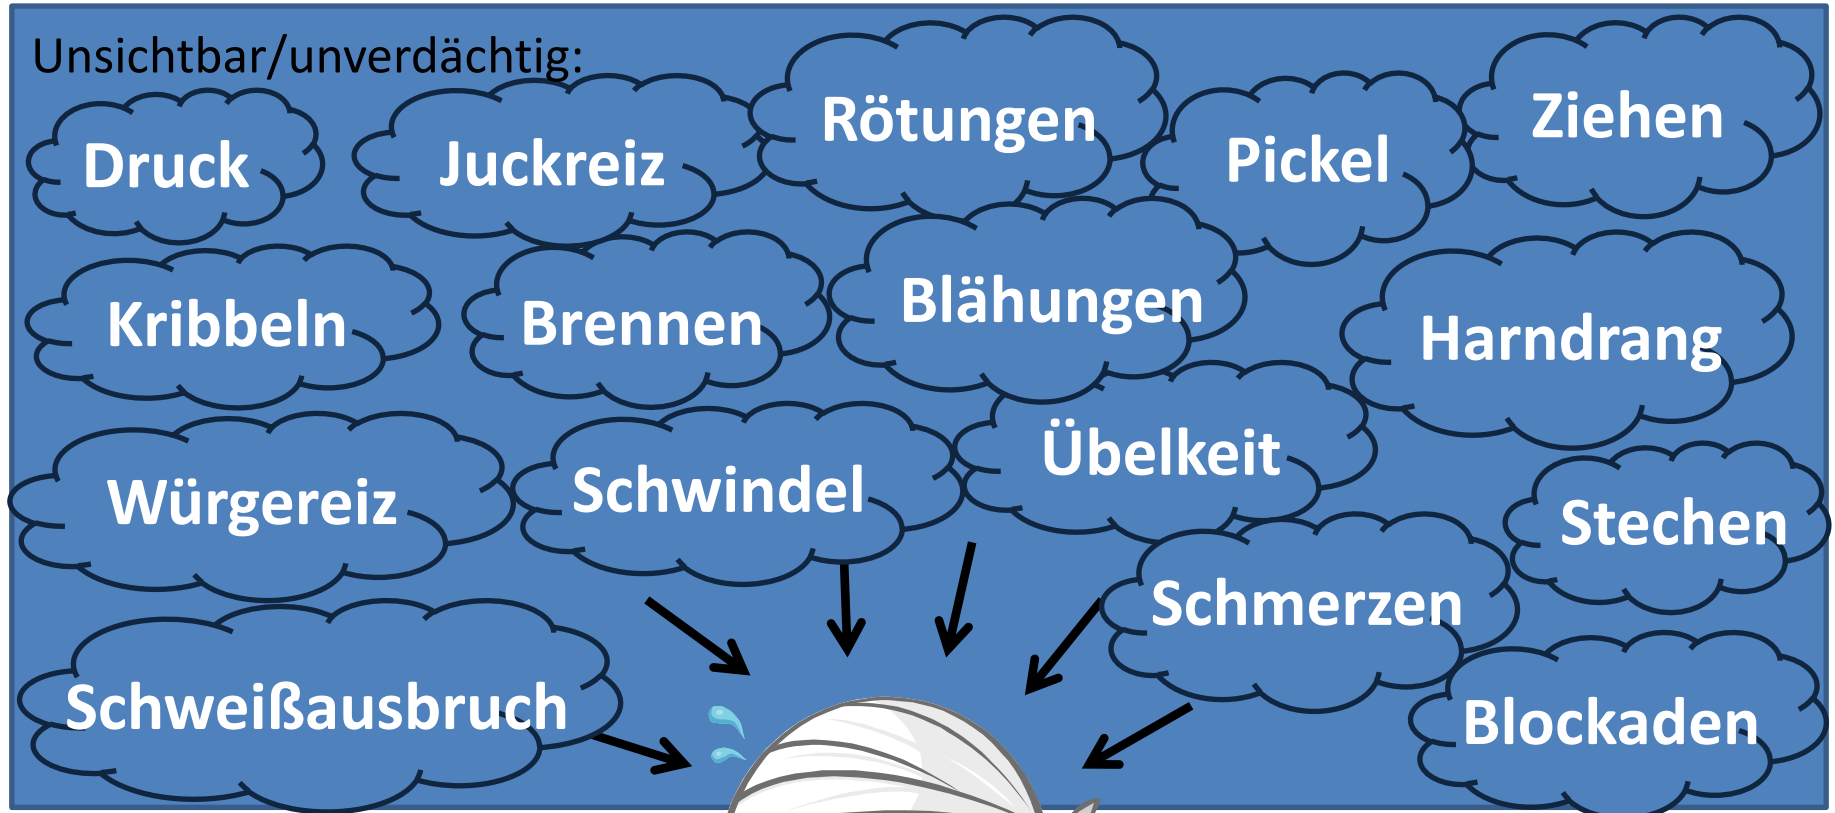 Unsichtbar/unverdächtig:
Druck
Juckreiz
Rötungen
Pickel
Ziehen
Kribbeln
Brennen
Blähungen
Harndrang
Würgereiz
Schwindel
Übelkeit
Stechen
Schmerzen
Schweißausbruch
Blockaden